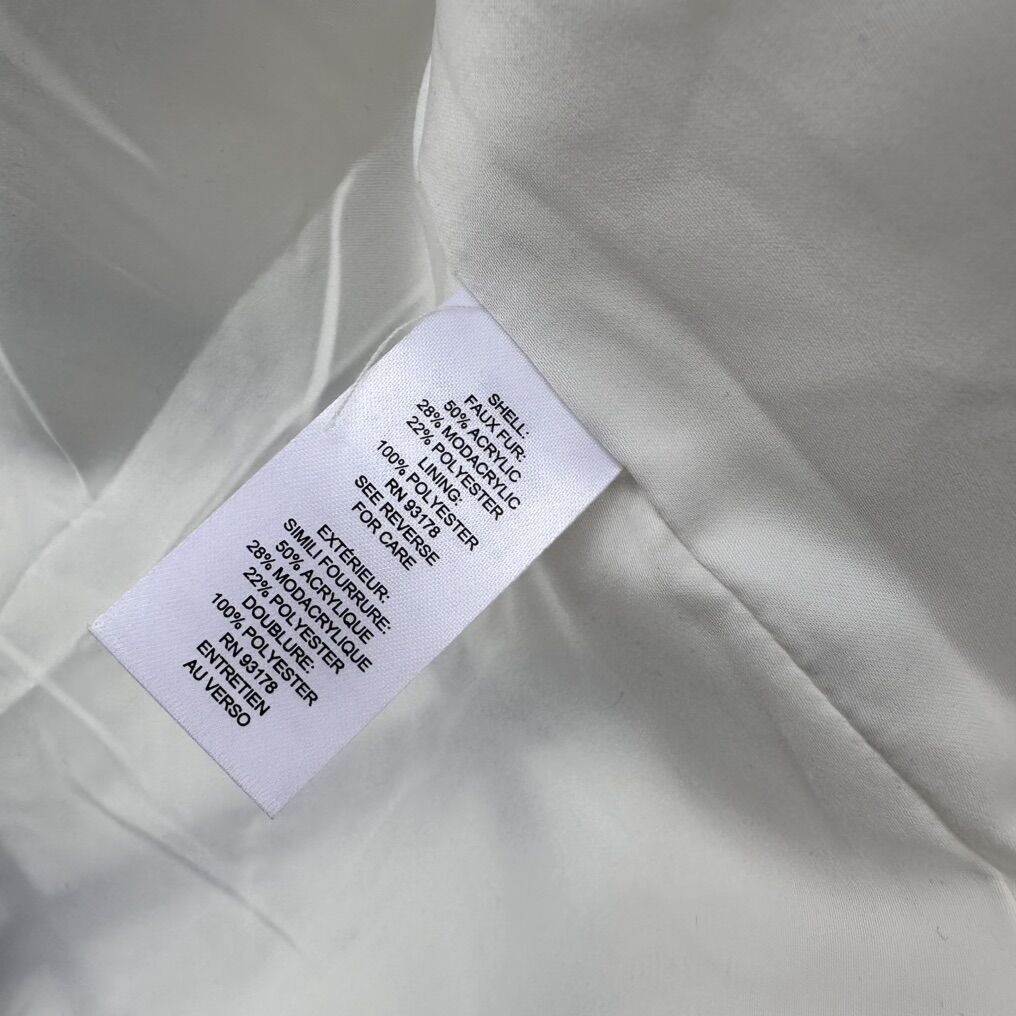 SHELL:
FAUX FUR:
50% ACRYLIC
28% MODACRYLIC
22% POLYESTER
LINING:
100% POLYESTER
RN 93178
SEE REVERSE
FOR CARE
EXTÉRIEUR:
SIMILI FOURRURE:
50% ACRYLIQUE
28% MODACRYLIQUE
22% POLYESTER
DOUBLURE:
100% POLYESTER
RN 93178
ENTRETIEN
AU VERSO